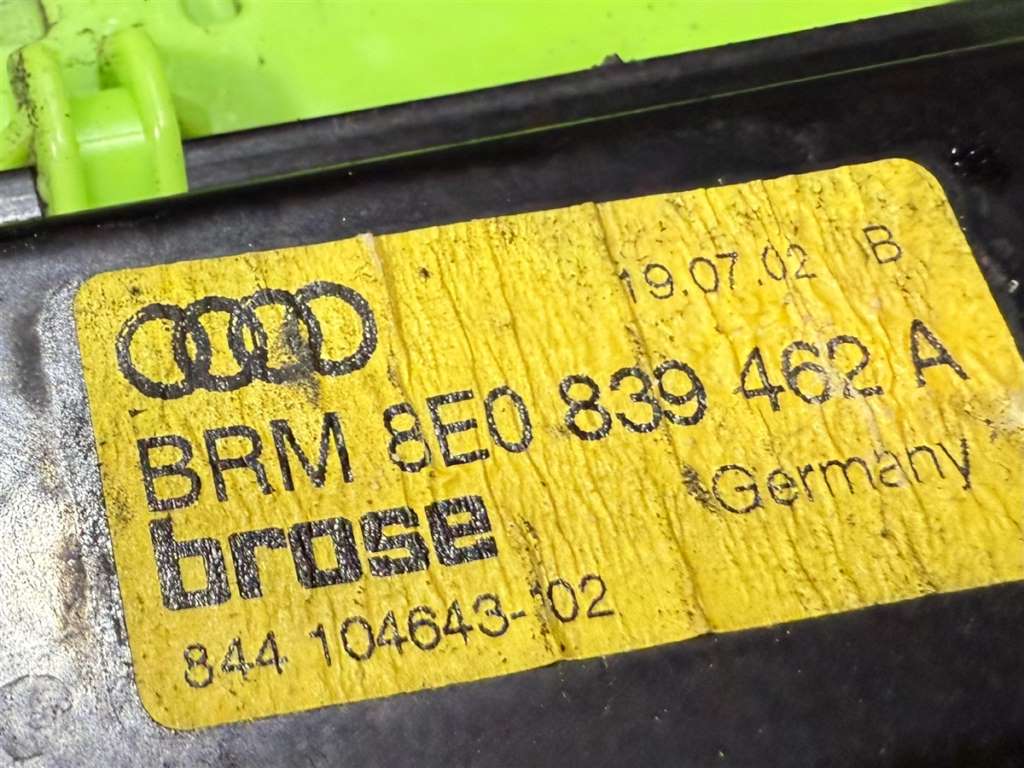 19.07.02 B
BRM 8E0 839 462 A
brose Germany
844 104643-102